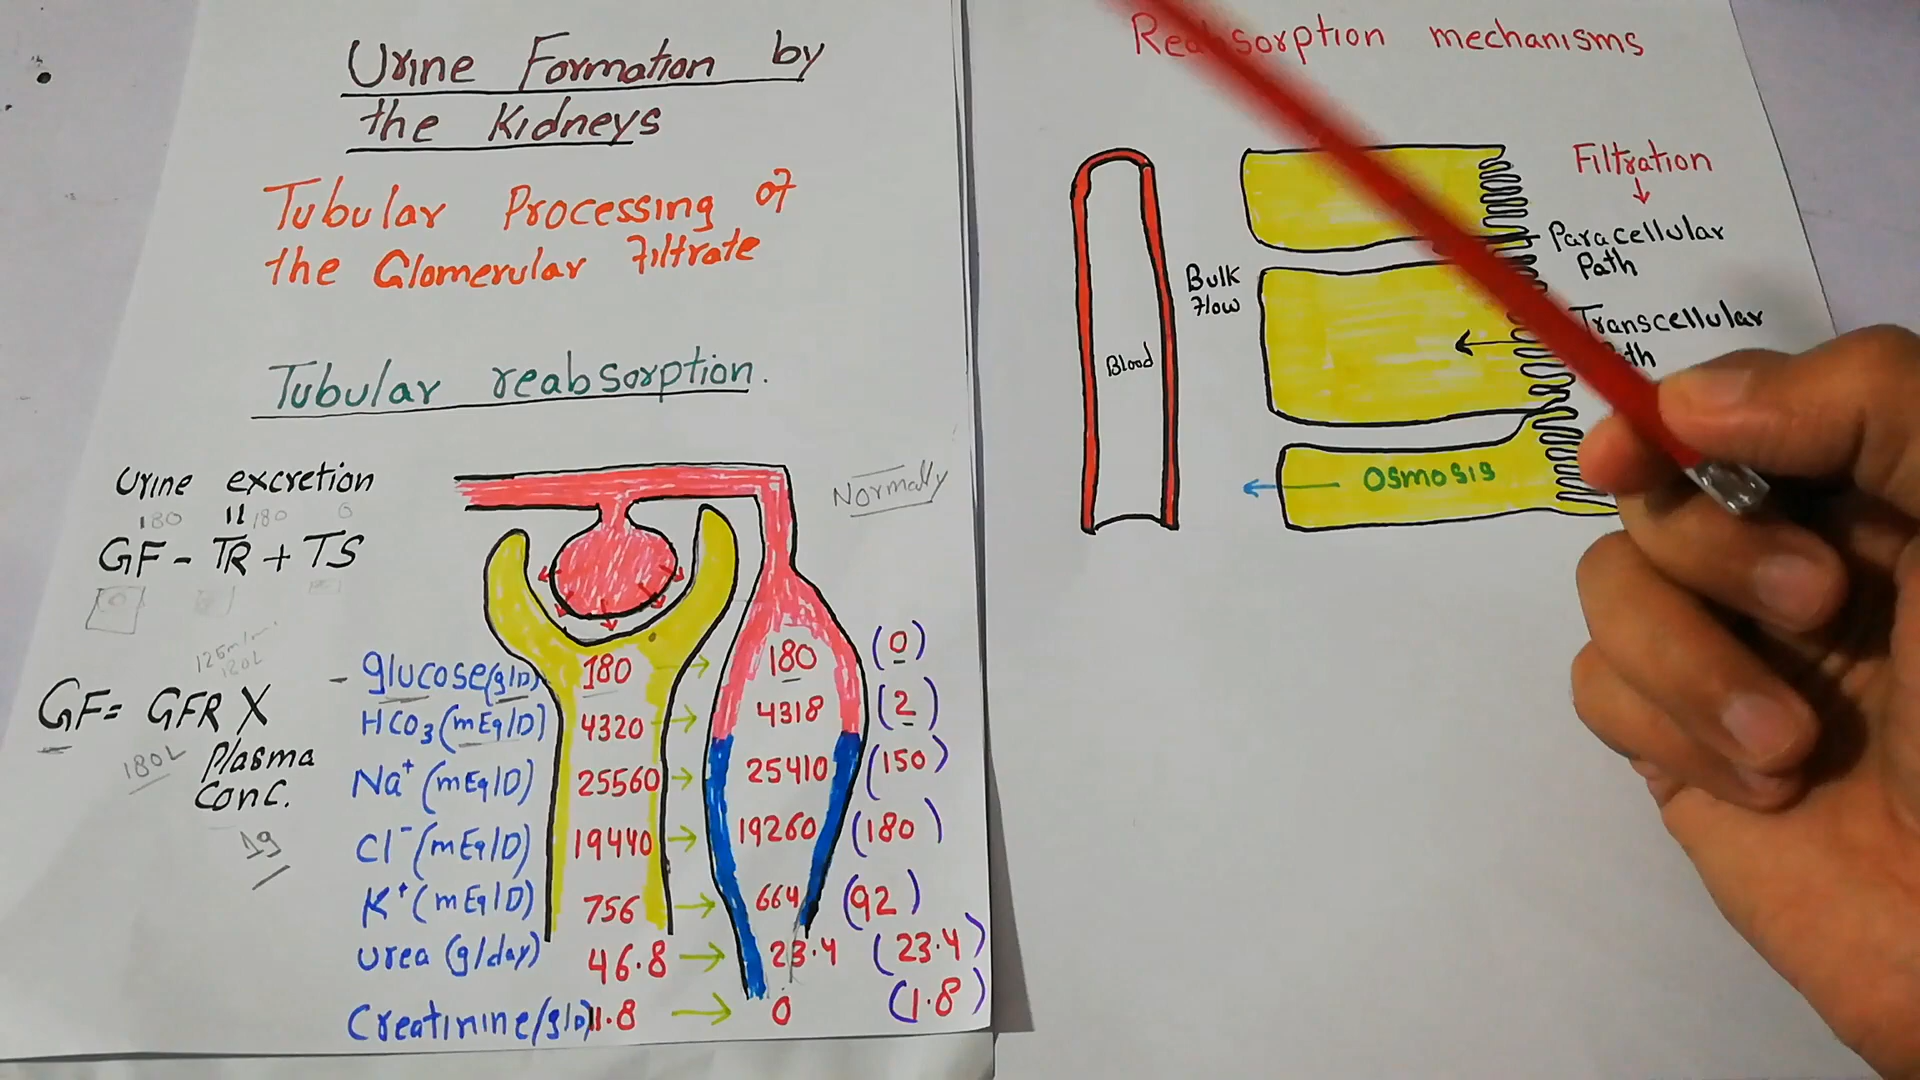 Urine Formation by
the Kidneys
Tubular Processing of
the Glomerular Filtrate
Tubular reabsorption.
Urine excretion
180 180 0
GF - TR + TS
125ml/min
180L
GF= GFR X
180L
Plasma
Conc.
1g
Normally
glucose(g/D) 180 → 180 (0)
HCO3 (mEq/D) 4320 → 4318 (2)
Na+ (mEq/D) 25560 → 25410 (150)
Cl- (mEq/D) 19440 → 19260 (180)
K+ (mEq/D) 756 → 664 (92)
Urea (g/day) 46.8 → 23.4 (23.4)
Creatinine/(g/D) 1.8 → 0 (1.8)
mechanisms
Filtration
Paracellular
Path
Bulk
Flow
Transcellular
Blood
Osmosis